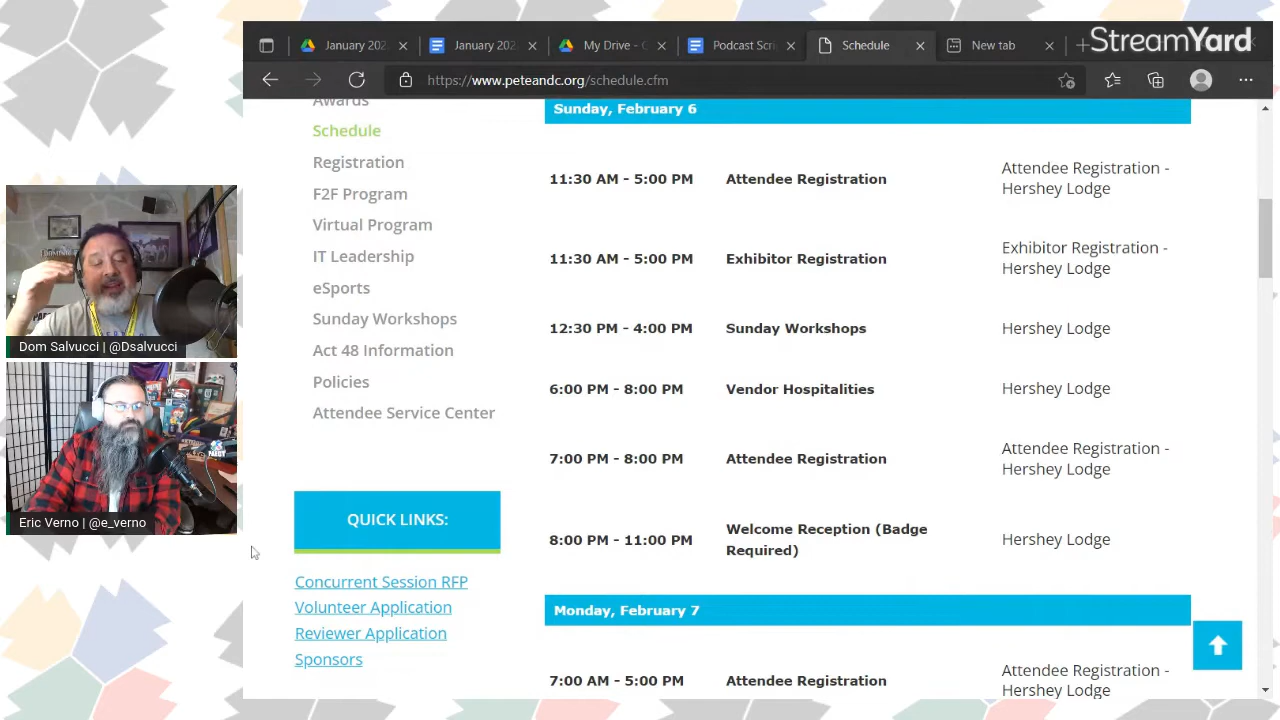 January 202
January 202
My Drive - G
Podcast Scri
Schedule
New tab
StreamYard
https://www.peteandc.org/schedule.cfm
Awards
Schedule
Registration
F2F Program
Virtual Program
IT Leadership
eSports
Sunday Workshops
Act 48 Information
Policies
Attendee Service Center
QUICK LINKS:
Concurrent Session RFP
Volunteer Application
Reviewer Application
Sponsors
Sunday, February 6
11:30 AM - 5:00 PM
Attendee Registration
Attendee Registration -
Hershey Lodge
11:30 AM - 5:00 PM
Exhibitor Registration
Exhibitor Registration -
Hershey Lodge
12:30 PM - 4:00 PM
Sunday Workshops
Hershey Lodge
6:00 PM - 8:00 PM
Vendor Hospitalities
Hershey Lodge
7:00 PM - 8:00 PM
Attendee Registration
Attendee Registration -
Hershey Lodge
8:00 PM - 11:00 PM
Welcome Reception (Badge
Required)
Hershey Lodge
Monday, February 7
7:00 AM - 5:00 PM
Attendee Registration
Attendee Registration -
Hershey Lodge
Dom Salvucci | @Dsalvucci
Eric Verno | @e_verno